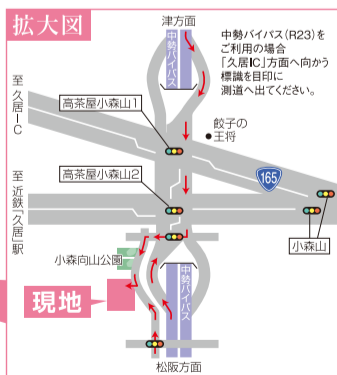 拡大図
津方面
中勢バイパス(R23)を
ご利用の場合
「久居IC」方面へ向かう
標識を目印に
測道へ出てください。
中勢バイパス
至久居IC
高茶屋小森山1
餃子の
王将
165
至近鉄「久居」駅
高茶屋小森山2
小森山
小森向山公園
中勢バイパス
現地
松阪方面